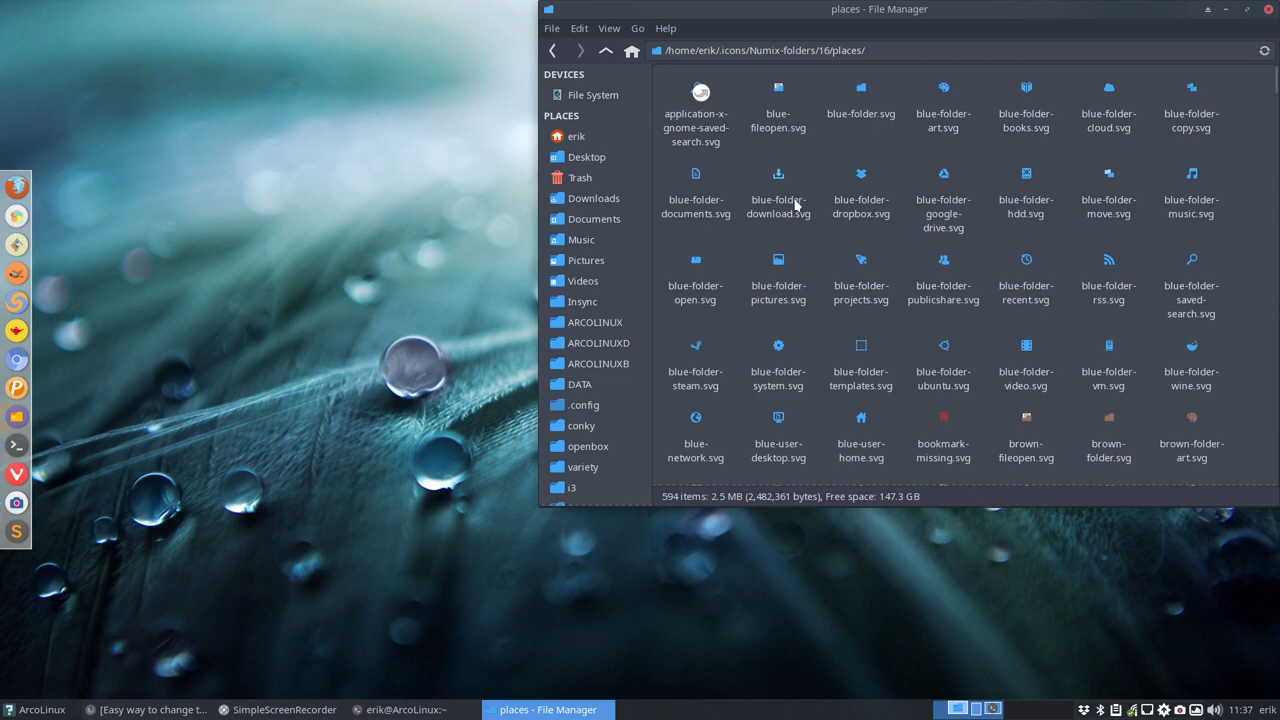 places - File Manager
File Edit View Go Help
/home/erik/.icons/Numix-folders/16/places/
DEVICES
File System
PLACES
erik
Desktop
Trash
Downloads
Documents
Music
Pictures
Videos
Insync
ARCOLINUX
ARCOLINUXD
ARCOLINUXB
DATA
.config
conky
openbox
variety
i3
application-x-
gnome-saved-
search.svg
blue-
fileopen.svg
blue-folder.svg
blue-folder-
art.svg
blue-folder-
books.svg
blue-folder-
cloud.svg
blue-folder-
copy.svg
blue-folder-
documents.svg
blue-folder-
download.svg
blue-folder-
dropbox.svg
blue-folder-
google-
drive.svg
blue-folder-
hdd.svg
blue-folder-
move.svg
blue-folder-
music.svg
blue-folder-
open.svg
blue-folder-
pictures.svg
blue-folder-
projects.svg
blue-folder-
publicshare.svg
blue-folder-
recent.svg
blue-folder-
rss.svg
blue-folder-
saved-
search.svg
blue-folder-
steam.svg
blue-folder-
system.svg
blue-folder-
templates.svg
blue-folder-
ubuntu.svg
blue-folder-
video.svg
blue-folder-
vm.svg
blue-folder-
wine.svg
blue-
network.svg
blue-user-
desktop.svg
blue-user-
home.svg
bookmark-
missing.svg
brown-
fileopen.svg
brown-
folder.svg
brown-folder-
art.svg
594 items: 2.5 MB (2,482,361 bytes), Free space: 147.3 GB
ArcoLinux
[Easy way to change t...
SimpleScreenRecorder
erik@ArcoLinux:~
places - File Manager
11:37 erik